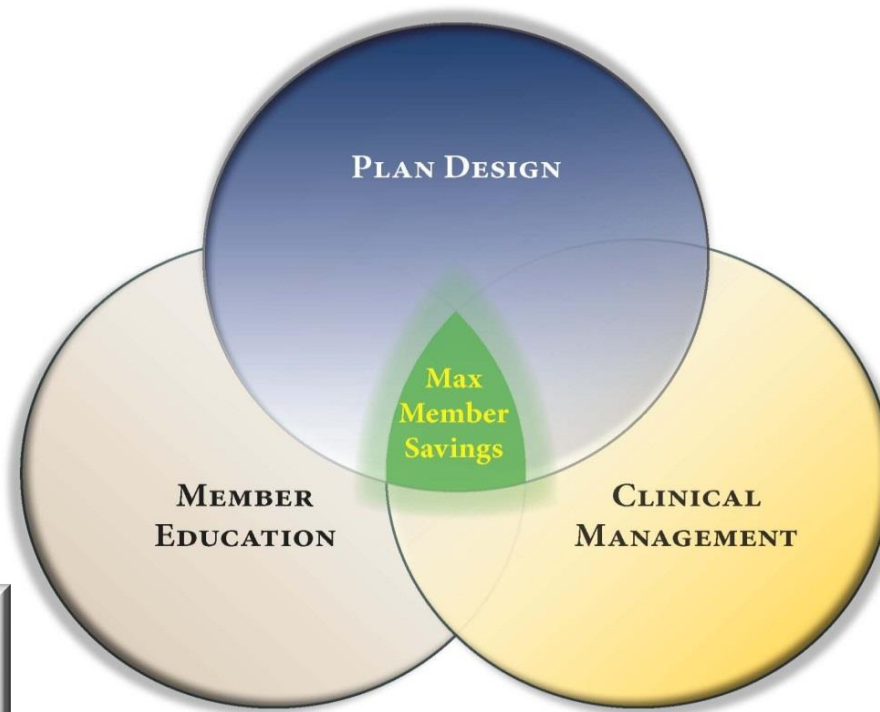 PLAN DESIGN
Max
Member
Savings
MEMBER
EDUCATION
CLINICAL
MANAGEMENT